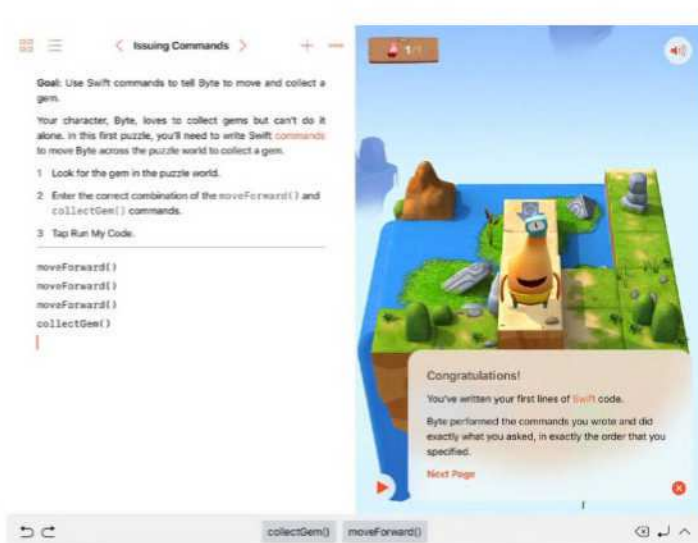 Issuing Commands
1/1
Goal: Use Swift commands to tell Byte to move and collect a
gem.
Your character, Byte, loves to collect gems but can't do it
alone. In this first puzzle, you'll need to write Swift commands
to move Byte across the puzzle world to collect a gem.
1 Look for the gem in the puzzle world.
2 Enter the correct combination of the moveForward() and
collectGem() commands.
3 Tap Run My Code.
moveForward()
moveForward()
moveForward()
collectGem()
Congratulations!
You've written your first lines of Swift code.
Byte performed the commands you wrote and did
exactly what you asked, in exactly the order that you
specified.
Next Page
collectGem() moveForward()